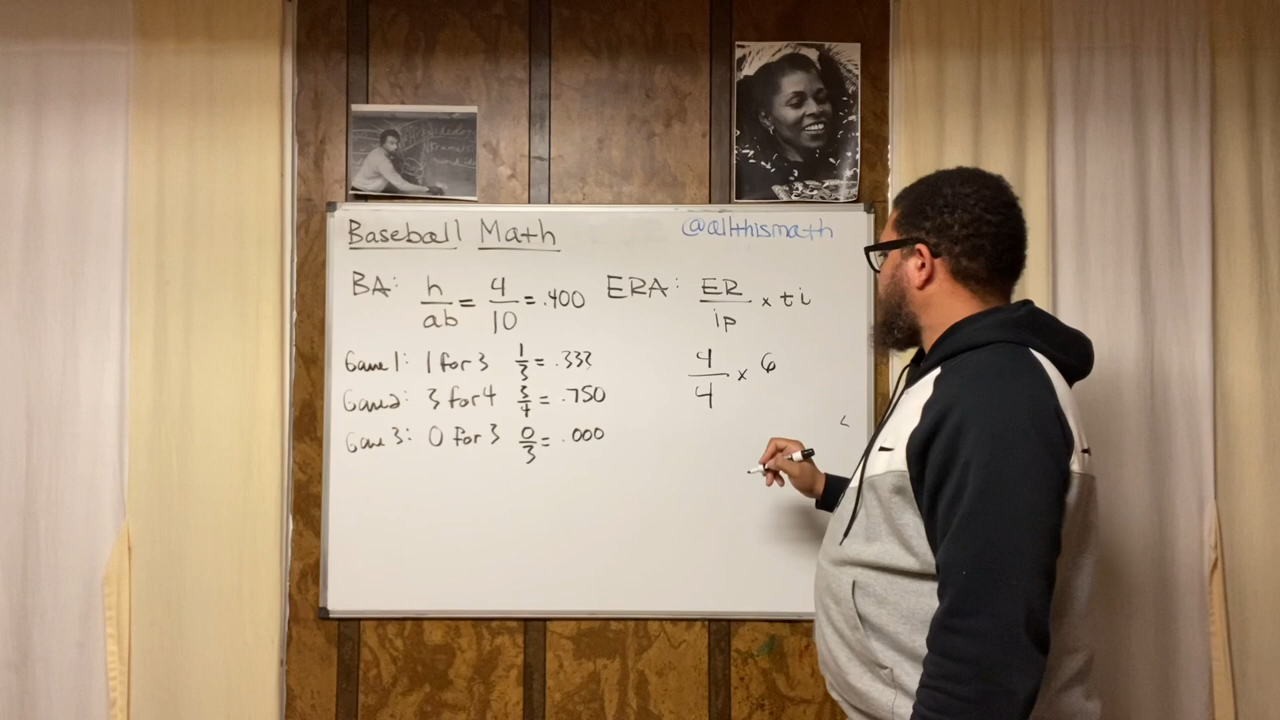 Baseball Math
@allthismath
BA: h/ab = 4/10 = .400
Game 1: 1 for 3 1/3 = .333
Game 2: 3 for 4 3/4 = .750
Game 3: 0 for 3 0/3 = .000
ERA: ER/ip x ti
4/4 x 6